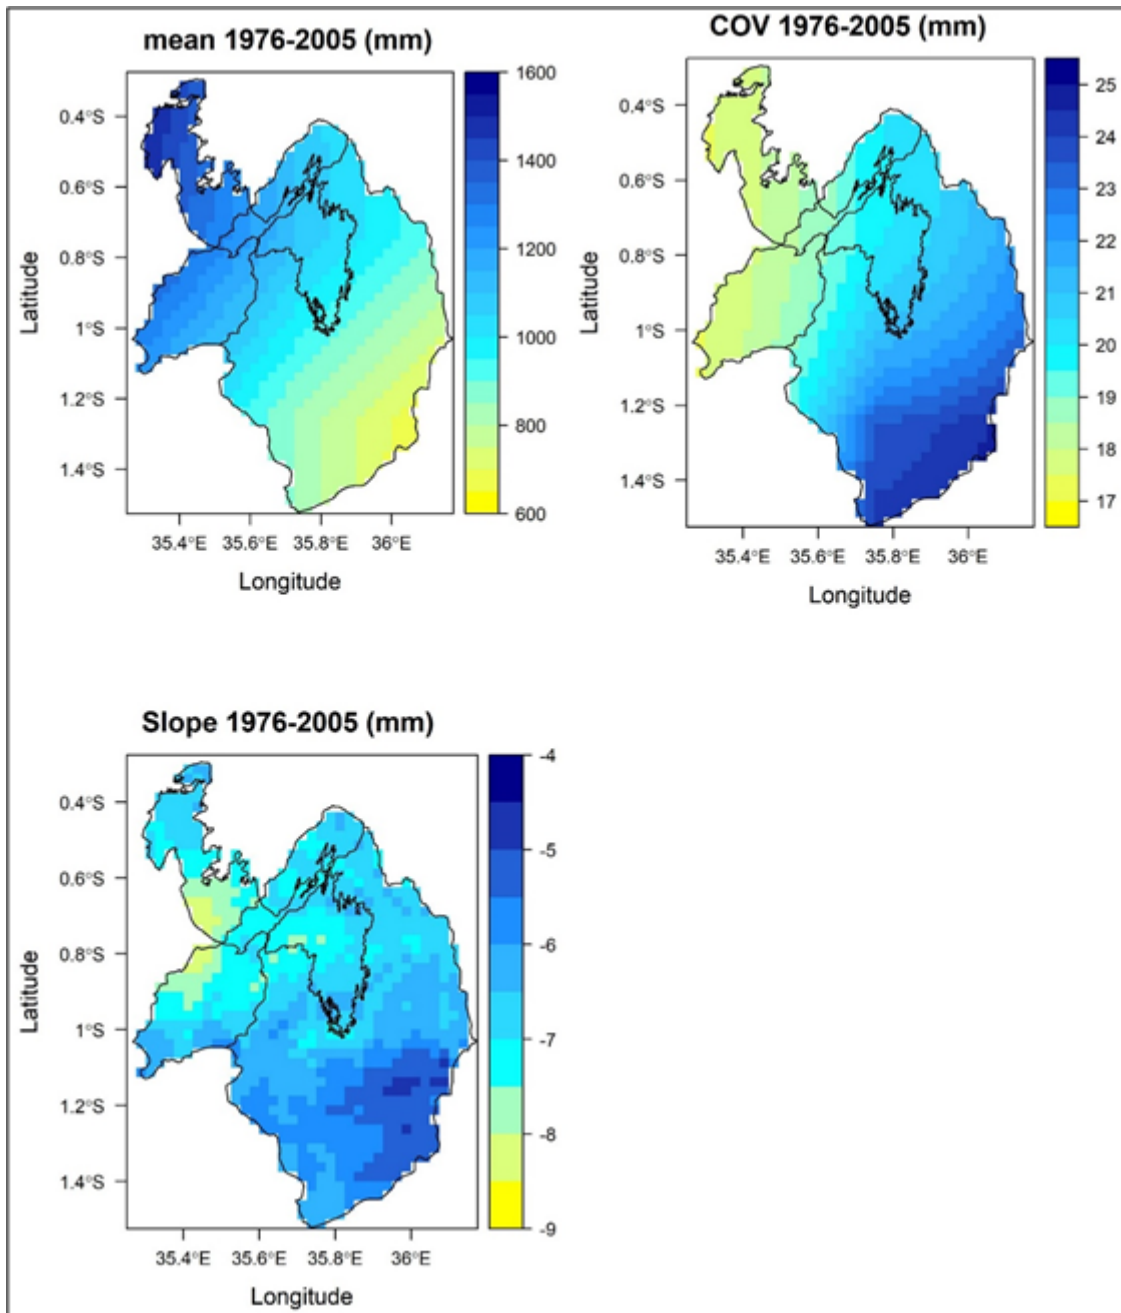 mean 1976-2005 (mm)
1600
1400
1200
1000
800
600
0.4°S
0.6°S
0.8°S
1°S
1.2°S
1.4°S
Latitude
35.4°E 35.6°E 35.8°E 36°E
Longitude
COV 1976-2005 (mm)
25
24
23
22
21
20
19
18
17
0.4°S
0.6°S
0.8°S
1°S
1.2°S
1.4°S
Latitude
35.4°E 35.6°E 35.8°E 36°E
Longitude
Slope 1976-2005 (mm)
-4
-5
-6
-7
-8
-9
0.4°S
0.6°S
0.8°S
1°S
1.2°S
1.4°S
Latitude
35.4°E 35.6°E 35.8°E 36°E
Longitude